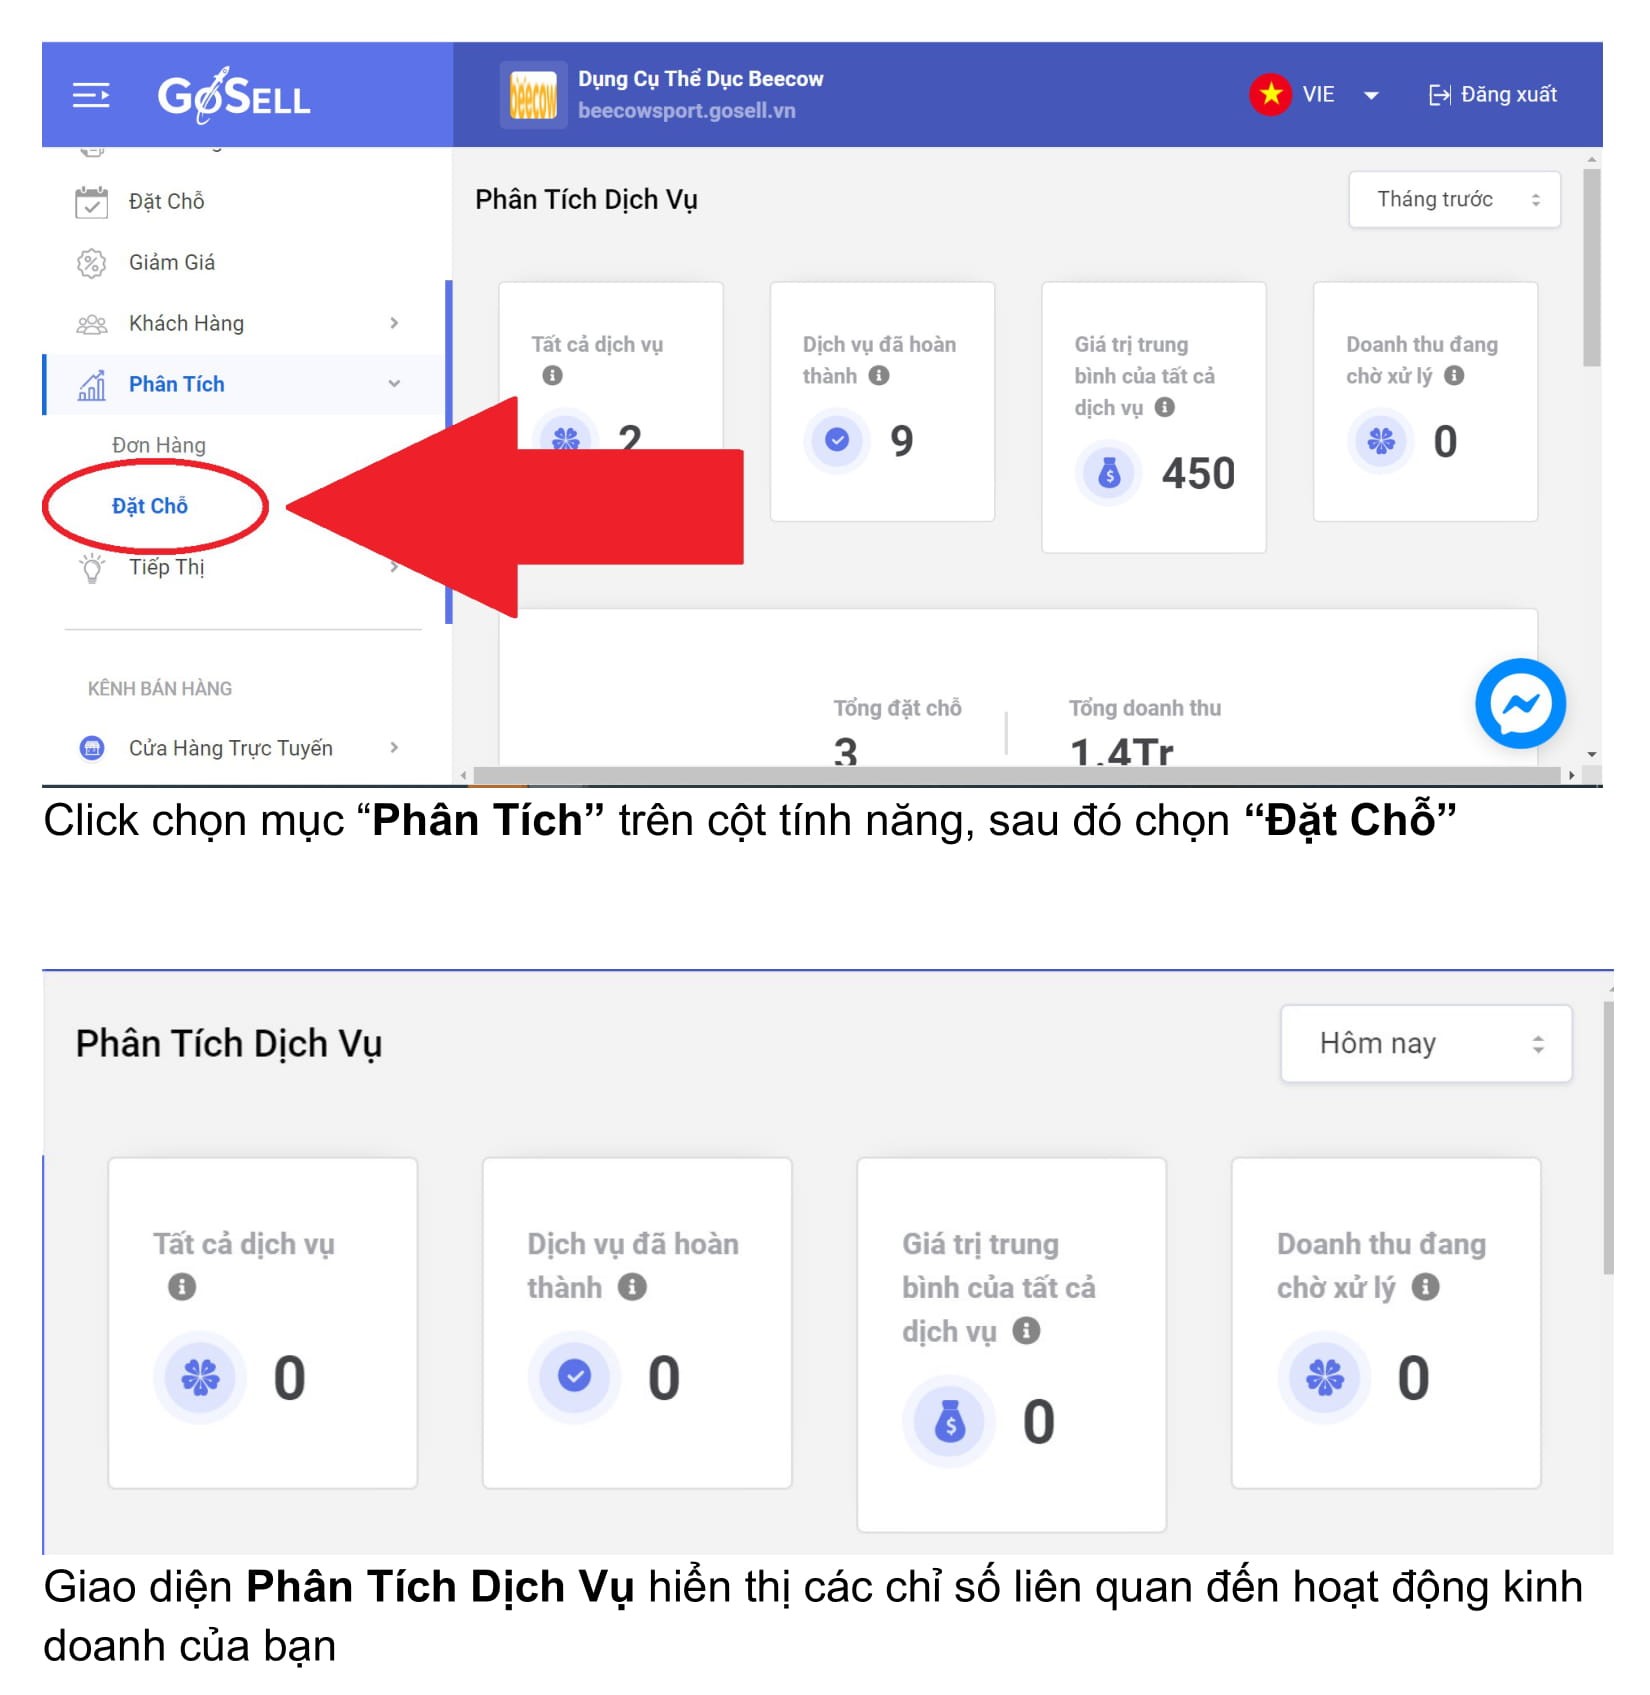 GoSELL
beecow
Dụng Cụ Thể Dục Beecow
beecowsport.gosell.vn
VIE
Đăng xuất
Đặt Chỗ
Giảm Giá
Khách Hàng
Phân Tích
Đơn Hàng
Đặt Chỗ
Tiếp Thị
KÊNH BÁN HÀNG
Cửa Hàng Trực Tuyến
Phân Tích Dịch Vụ
Tháng trước
Tất cả dịch vụ
2
Dịch vụ đã hoàn
thành
9
Giá trị trung
bình của tất cả
dịch vụ
450
Doanh thu đang
chờ xử lý
0
Tổng đặt chỗ
3
Tổng doanh thu
1.4Tr
Click chọn mục “Phân Tích” trên cột tính năng, sau đó chọn “Đặt Chỗ”
Phân Tích Dịch Vụ
Hôm nay
Tất cả dịch vụ
0
Dịch vụ đã hoàn
thành
0
Giá trị trung
bình của tất cả
dịch vụ
0
Doanh thu đang
chờ xử lý
0
Giao diện Phân Tích Dịch Vụ hiển thị các chỉ số liên quan đến hoạt động kinh
doanh của bạn